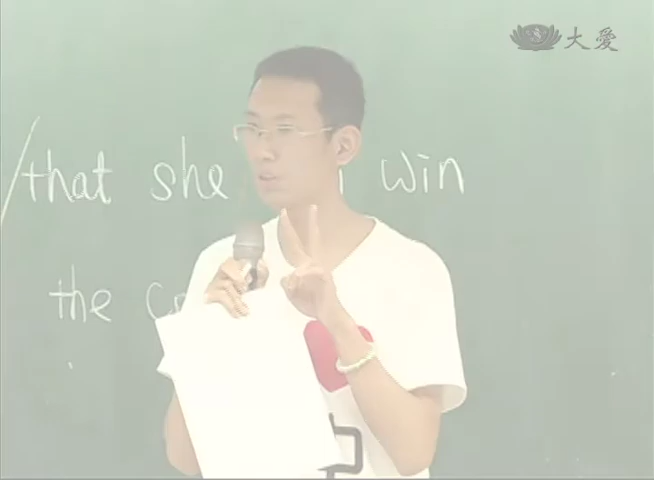 大愛
/that she win
the